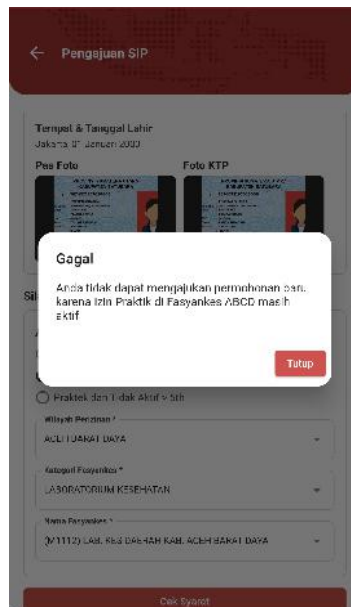 Pengajuan SIP
Tempat & Tanggal Lahir
Jakarta, 01 Januari 2000
Pas Foto
Foto KTP
Gagal
Anda tidak dapat mengajukan permohonan baru
karena Izin Praktik di Fasyankes ABCD masih
aktif
Tutup
Praktek dan Tidak Aktif > 5th
Wilayah Perizinan *
ACEH BARAT DAYA
Kategori Fasyankes *
LABORATORIUM KESEHATAN
Nama Fasyankes *
(M1112) LAB. KES DAERAH KAB. ACEH BARAT DAYA
Cek Syarat